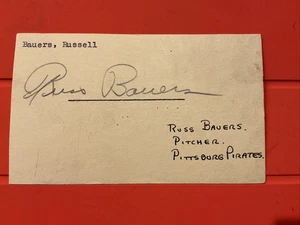 Bauers, Russell
Russ Bauers
RUSS BAUERS.
PITCHER.
PITTSBURG PIRATES.